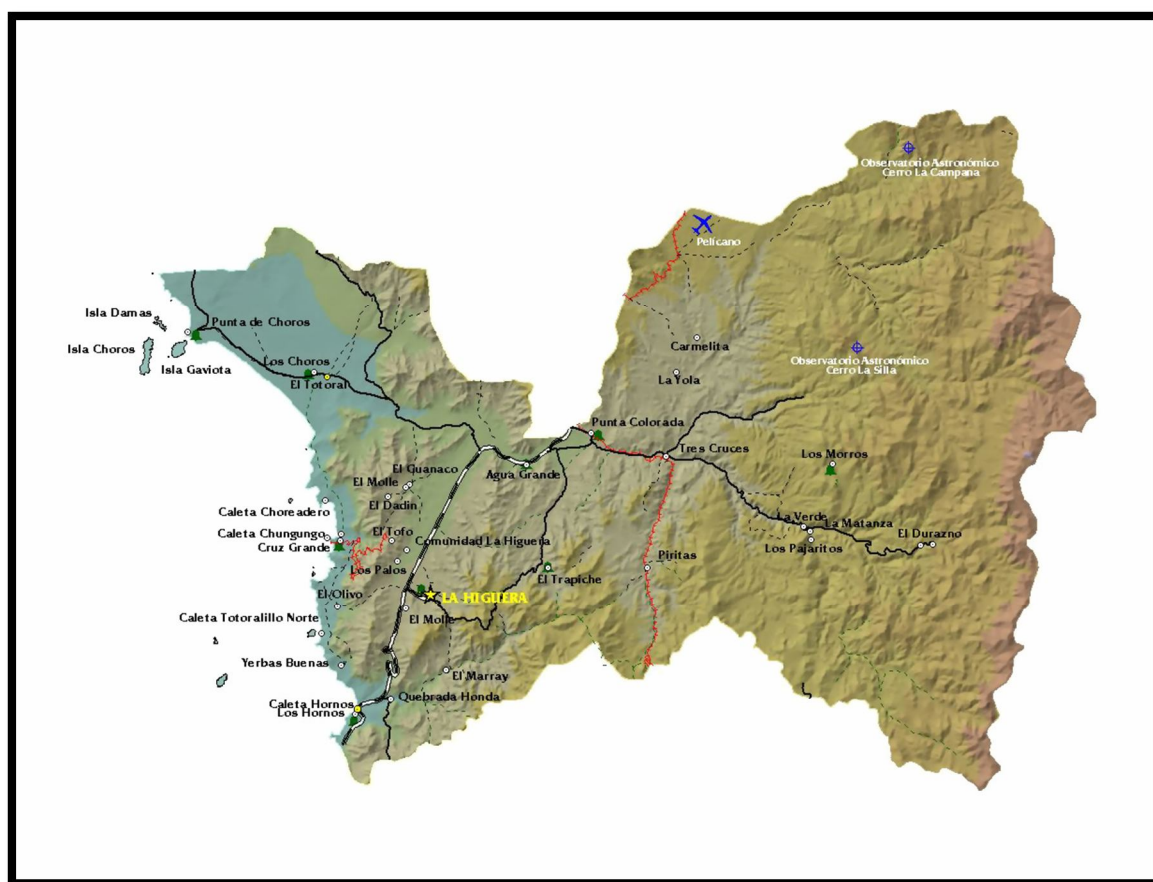 Observatorio Astronómico
Cerro La Campana
Pelícano
Isla Damas
Punta de Choros
Isla Choros
Isla Gaviota
Los Choros
El Totoral
Carmelita
Observatorio Astronómico
Cerro La Silla
La Yola
Punta Colorada
Tres Cruces
Los Morros
El Guanaco
Agua Grande
El Molle
El Dadin
Caleta Choreadero
Caleta Chungungo
Cruz Grande
El Tofo
Comunidad La Higuera
La Verde
La Matanza
El Durazno
Los Pajaritos
Los Palos
Piritas
El Trapiche
El Olivo
LA HIGUERA
Caleta Totoralillo Norte
El Molle
Yerbas Buenas
El Marray
Quebrada Honda
Caleta Hornos
Los Hornos